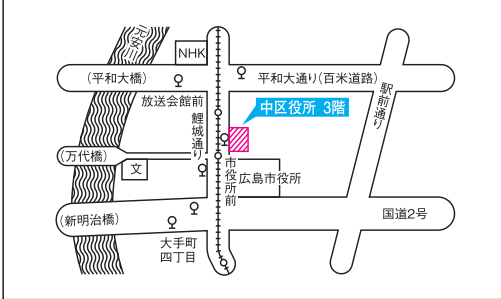 元安川
NHK
(平和大橋)
平和大通り(百米道路)
放送会館前
中区役所 3階
駅前通り
鯉城通り
(万代橋)
文
市役所前
広島市役所
(新明治橋)
国道2号
大手町
四丁目